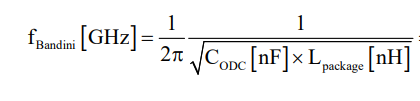 f_Bandini [GHz] = 1/2π 1/√(C_ODC [nF] × L_package [nH])